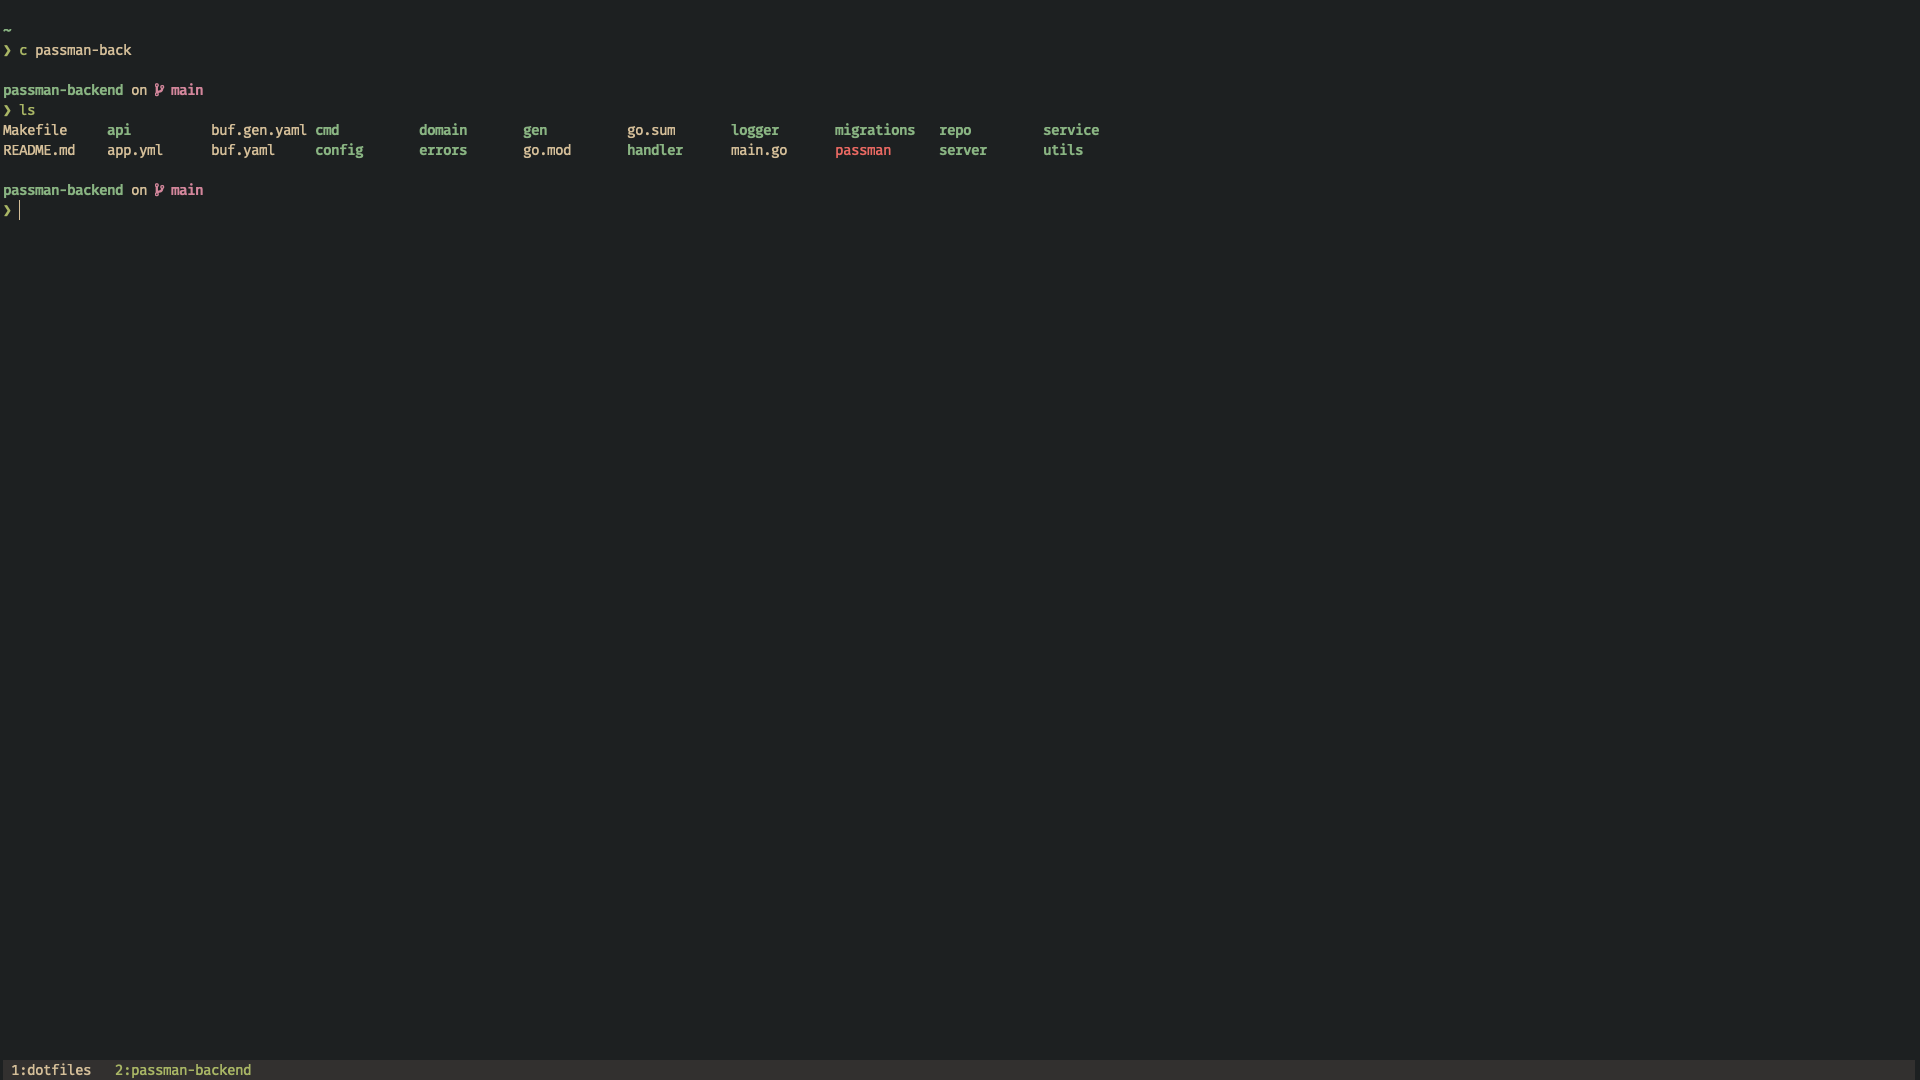 ~
❯ c passman-back
passman-backend on main
❯ ls
Makefile api buf.gen.yaml cmd domain gen go.sum logger migrations repo service
README.md app.yml buf.yaml config errors go.mod handler main.go passman server utils
passman-backend on main
❯
1:dotfiles 2:passman-backend